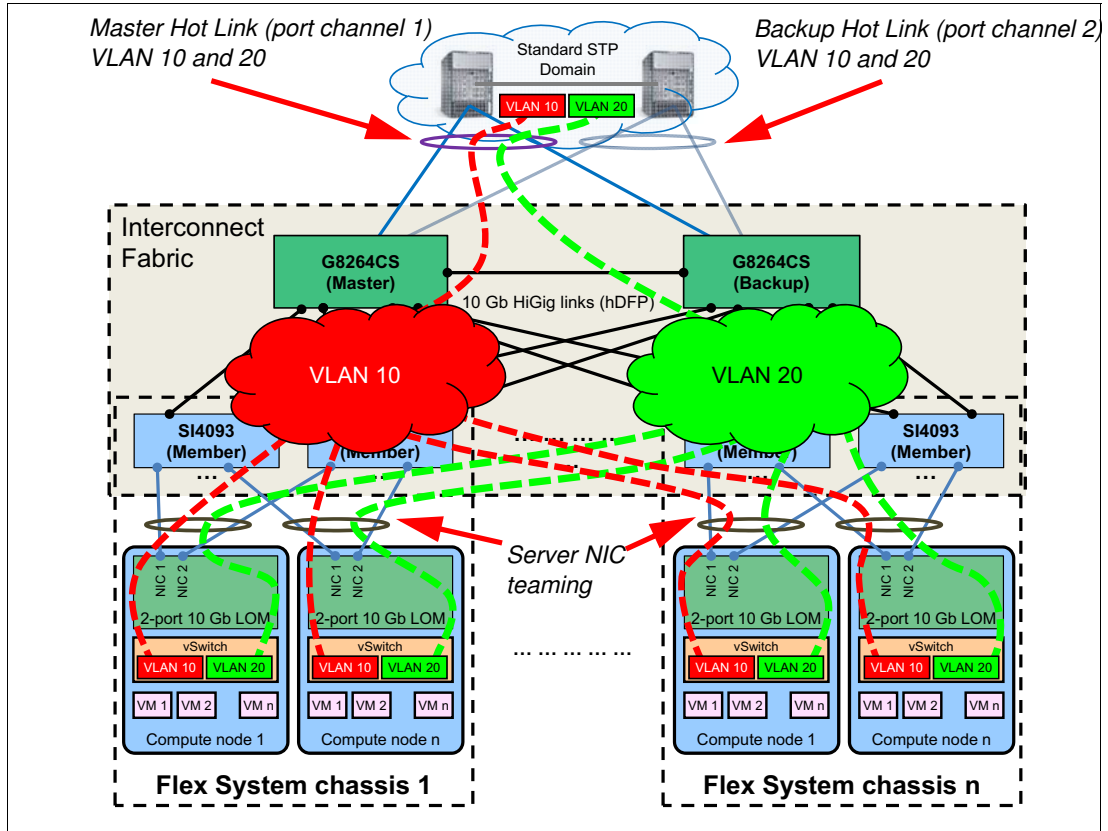 Master Hot Link (port channel 1)
VLAN 10 and 20
Backup Hot Link (port channel 2)
VLAN 10 and 20
Standard STP
Domain
VLAN 10
VLAN 20
Interconnect
Fabric
G8264CS
(Master)
G8264CS
(Backup)
10 Gb HiGig links (hDFP)
VLAN 10
VLAN 20
SI4093
(Member)
(Member)
... ... ... ..
(Member)
SI4093
(Member)
...
...
...
...
Server NIC
teaming
NIC 1
NIC 2
2-port 10 Gb LOM
vSwitch
VLAN 10
VLAN 20
VM 1
VM 2
VM n
Compute node 1
NIC 1
NIC 2
2-port 10 Gb LOM
vSwitch
VLAN 10
VLAN 20
VM 1
VM 2
VM n
Compute node n
... ... ... ... ...
NIC 1
NIC 2
2-port 10 Gb LOM
vSwitch
VLAN 10
VLAN 20
VM 1
VM 2
VM n
Compute node 1
NIC 1
NIC 2
2-port 10 Gb LOM
vSwitch
VLAN 10
VLAN 20
VM 1
VM 2
VM n
Compute node n
Flex System chassis 1
Flex System chassis n